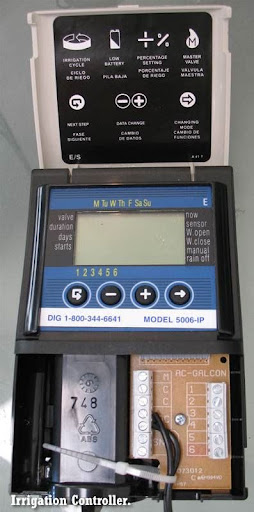 IRRIGATION CYCLE
CICLO DE RIEGO
LOW BATTERY
PILA BAJA
PERCENTAGE SETTING
PORCENTAJE DE RIEGO
MASTER VALVE
VALVULA MAESTRA
NEXT STEP
FASE SIGUIENTE
DATA CHANGE
CAMBIO DE DATOS
CHANGING MODE
CAMBIO DE FUNCIONES
E/S
M Tu W Th F Sa Su
E
valve
duration
days
starts
now
sensor
W.open
W.close
manual
rain off
1 2 3 4 5 6
DIG 1-800-344-6641
MODEL 5006-IP
748
ABS
AC-GALCON
M
C
C
1
2
3
4
5
6
Irrigation Controller.